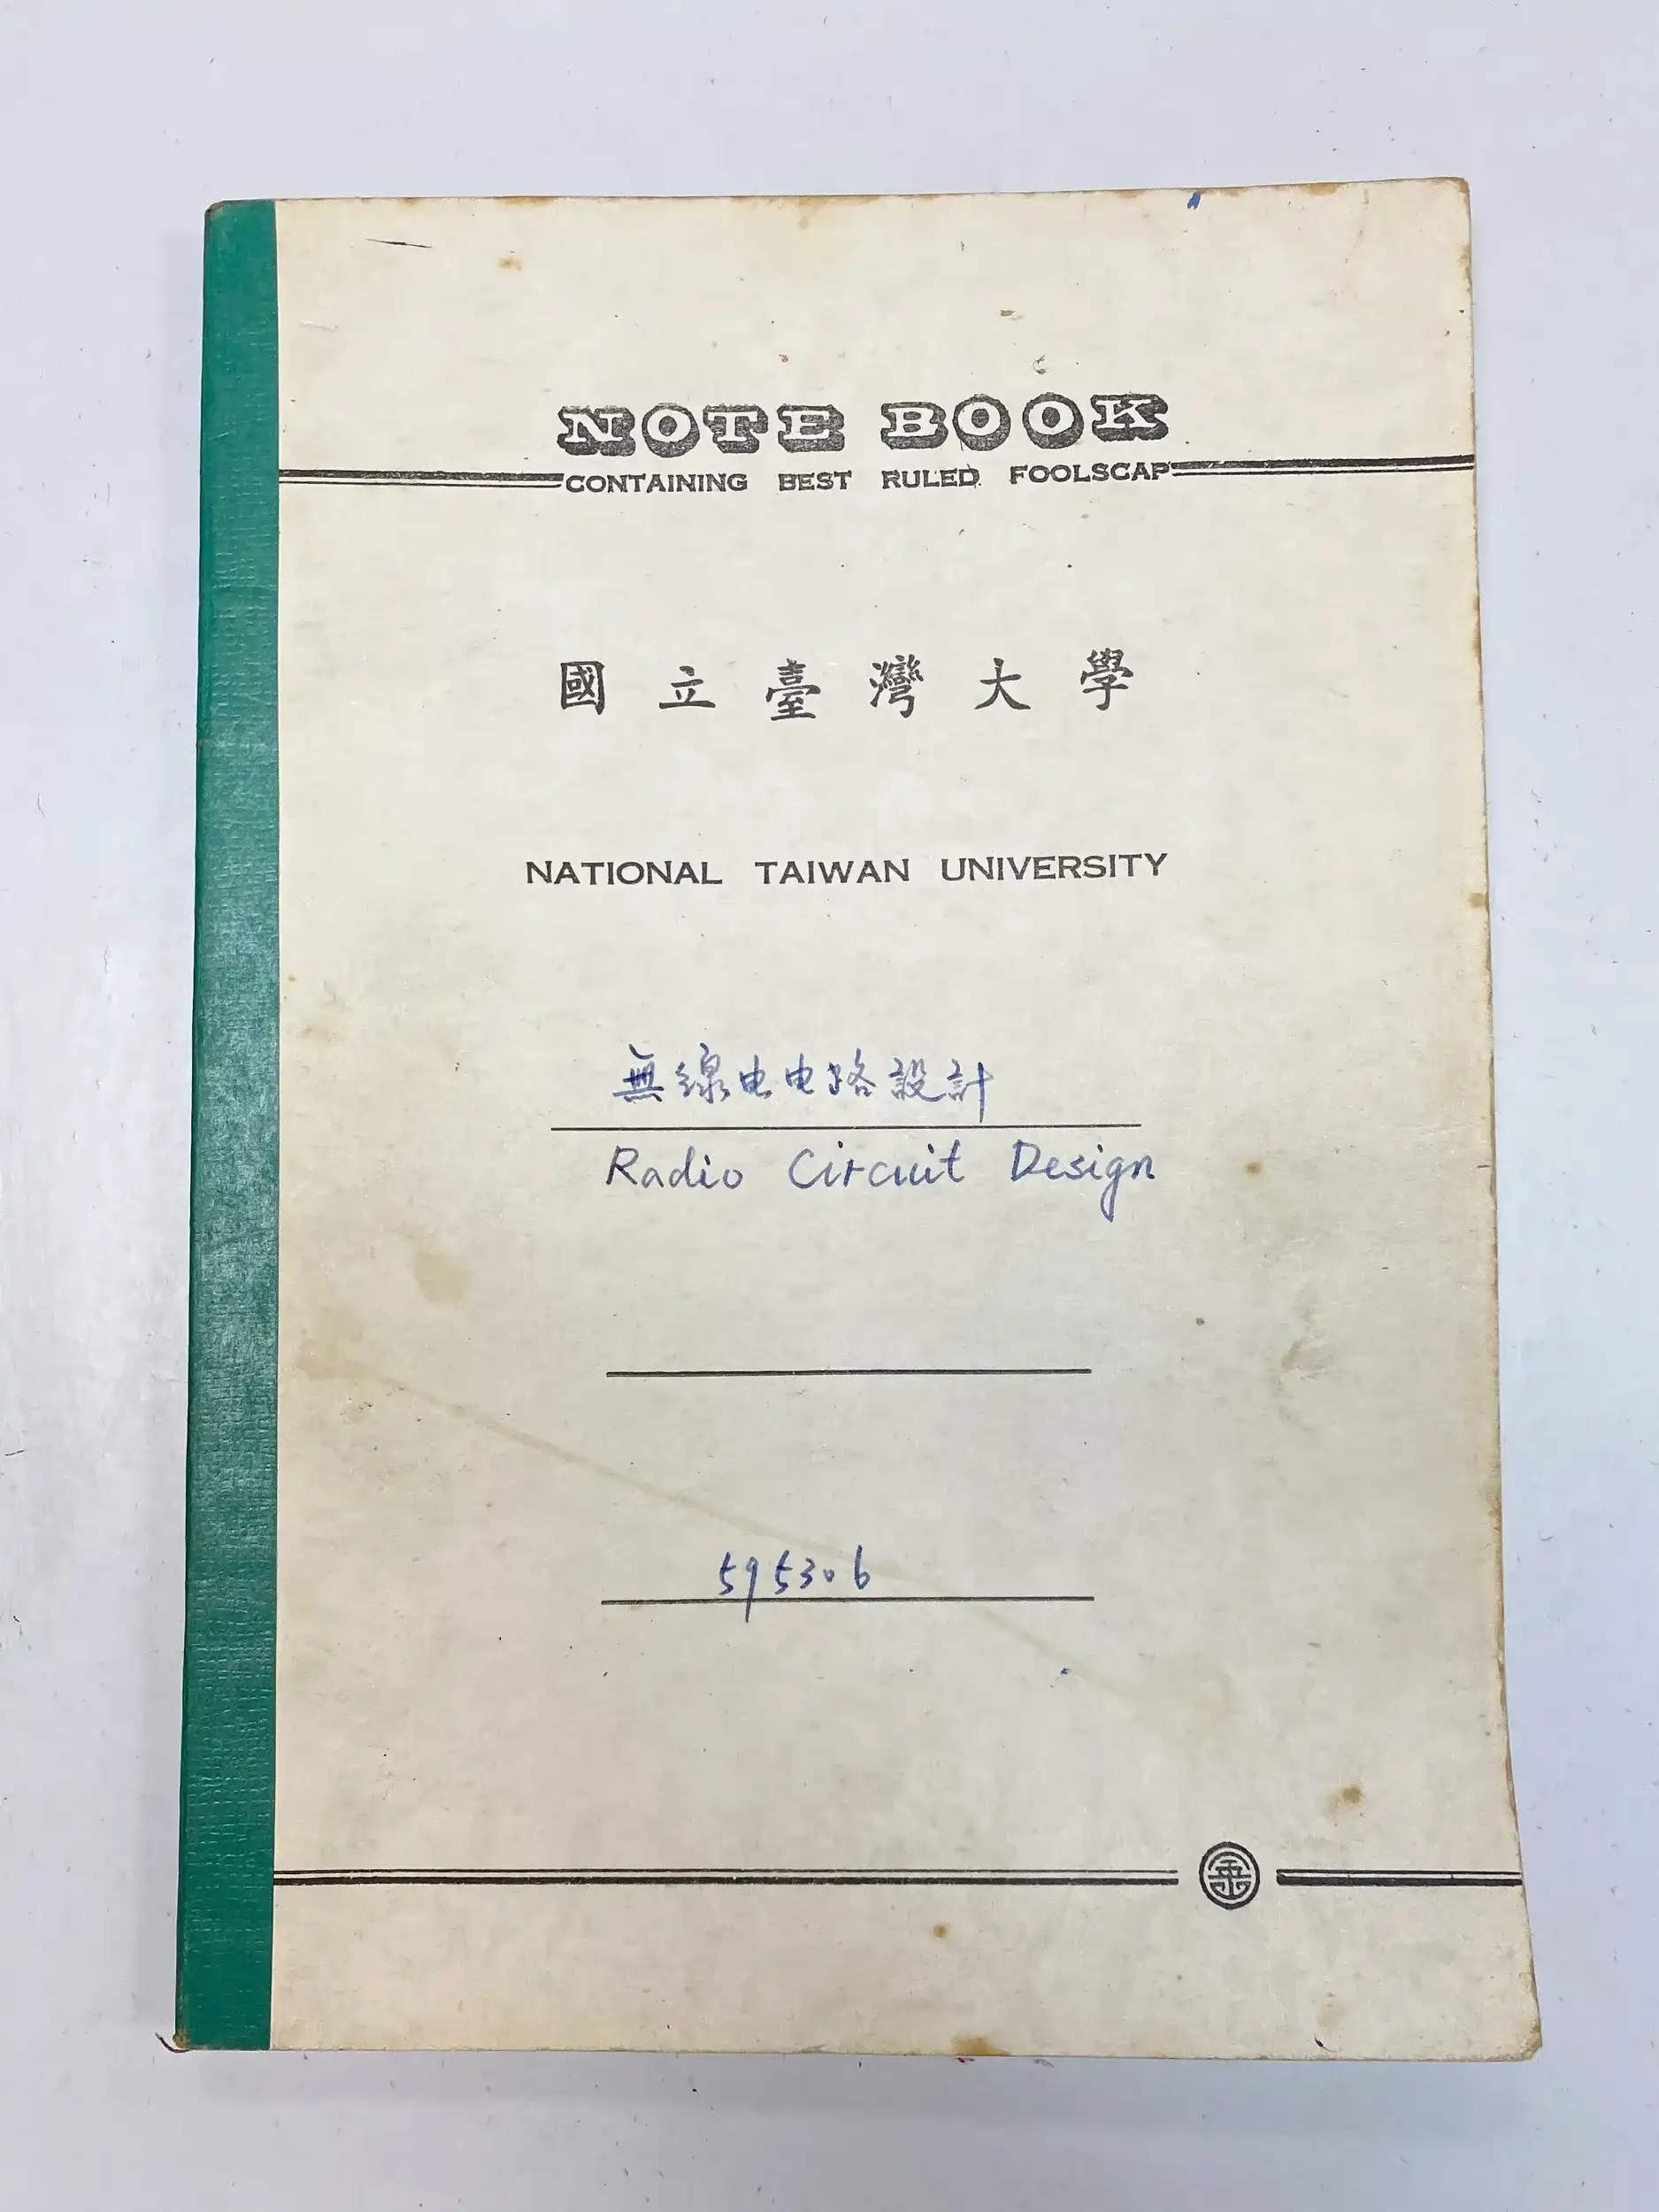 NOTE BOOK
CONTAINING BEST RULED FOOLSCAP
國立臺灣大學
NATIONAL TAIWAN UNIVERSITY
無線电电路設計
Radio Circuit Design
595306